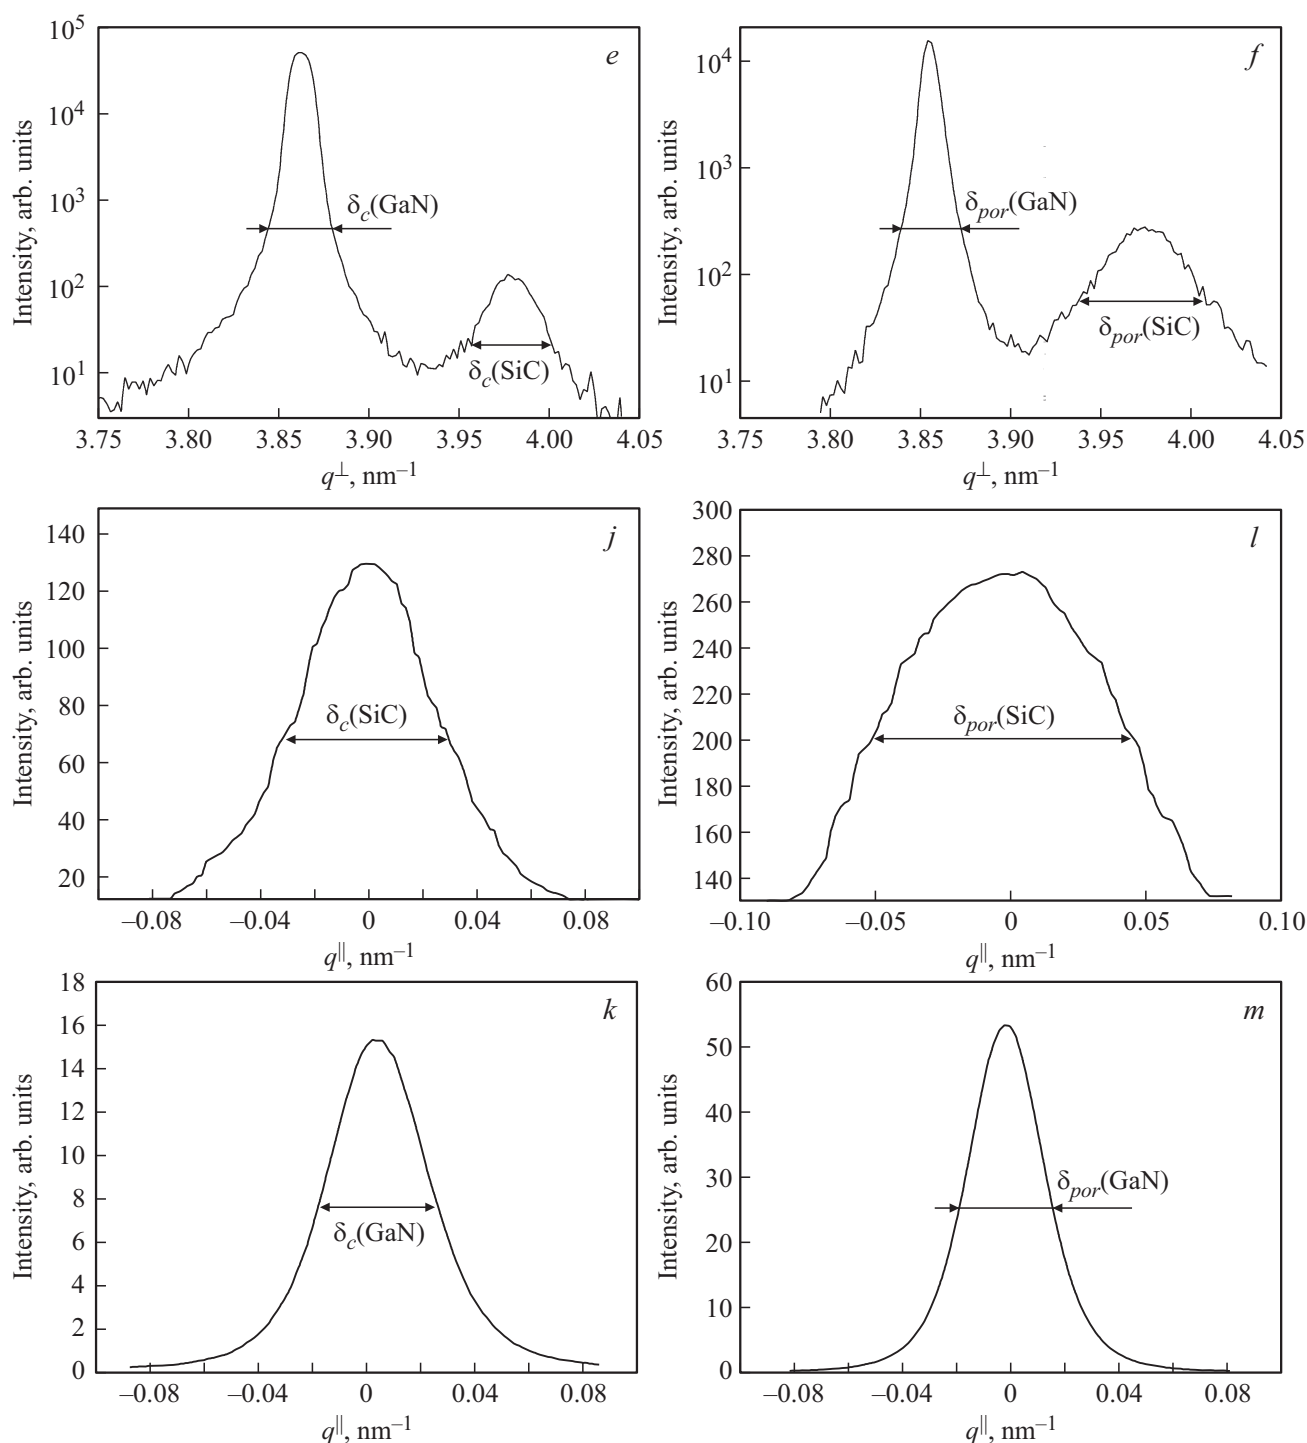 e
Intensity, arb. units
10^5
10^4
10^3
10^2
10^1
δ_c(GaN)
δ_c(SiC)
3.75 3.80 3.85 3.90 3.95 4.00 4.05
q^⊥, nm^–1
f
Intensity, arb. units
10^4
10^3
10^2
10^1
δ_por(GaN)
δ_por(SiC)
3.75 3.80 3.85 3.90 3.95 4.00 4.05
q^⊥, nm^–1
j
Intensity, arb. units
140
120
100
80
60
40
20
δ_c(SiC)
–0.08 –0.04 0 0.04 0.08
q^||, nm^–1
l
Intensity, arb. units
300
280
260
240
220
200
180
160
140
δ_por(SiC)
–0.10 –0.05 0 0.05 0.10
q^||, nm^–1
k
Intensity, arb. units
18
16
14
12
10
8
6
4
2
0
δ_c(GaN)
–0.08 –0.04 0 0.04 0.08
q^||, nm^–1
m
Intensity, arb. units
60
50
40
30
20
10
0
δ_por(GaN)
–0.08 –0.04 0 0.04 0.08
q^||, nm^–1